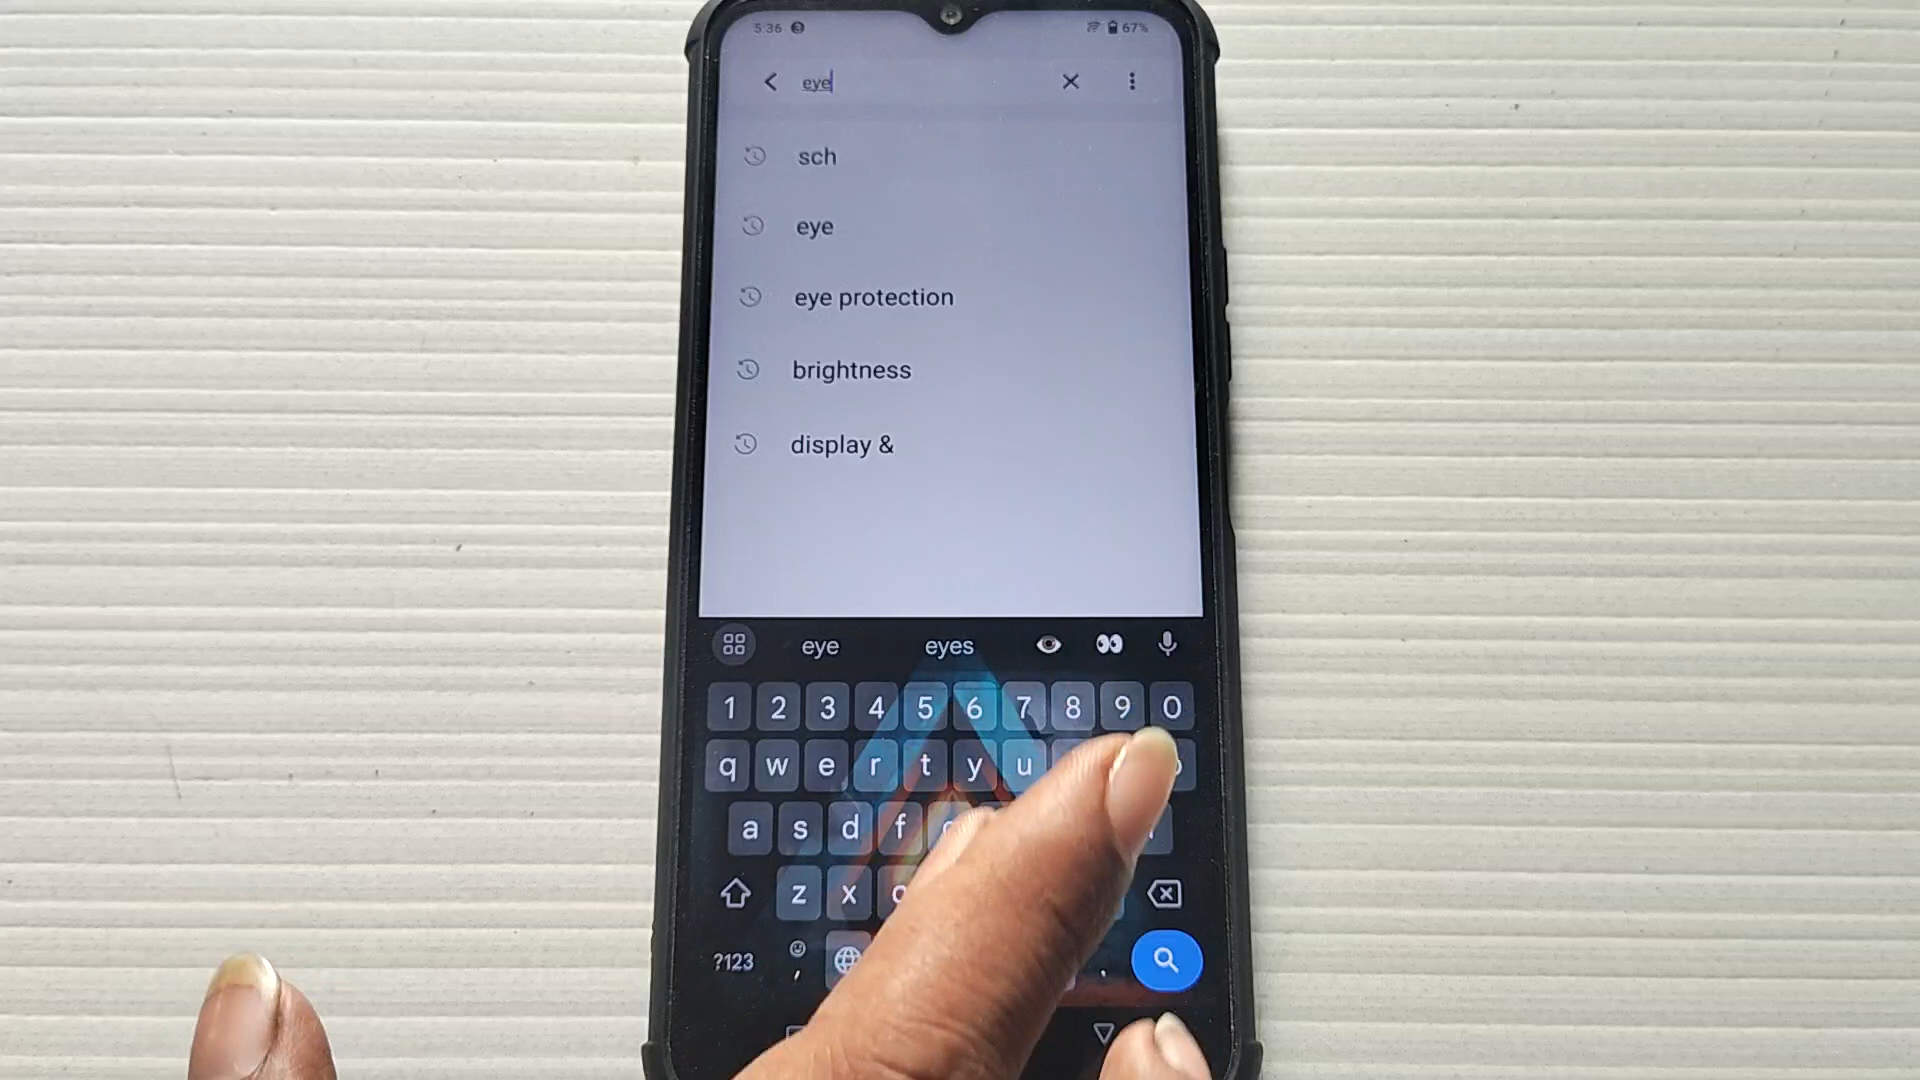 5:36 67%
eye
sch
eye
eye protection
brightness
display &
eye eyes
1 2 3 4 5 6 7 8 9 0
q w e r t y u
a s d f
z x
?123 ,